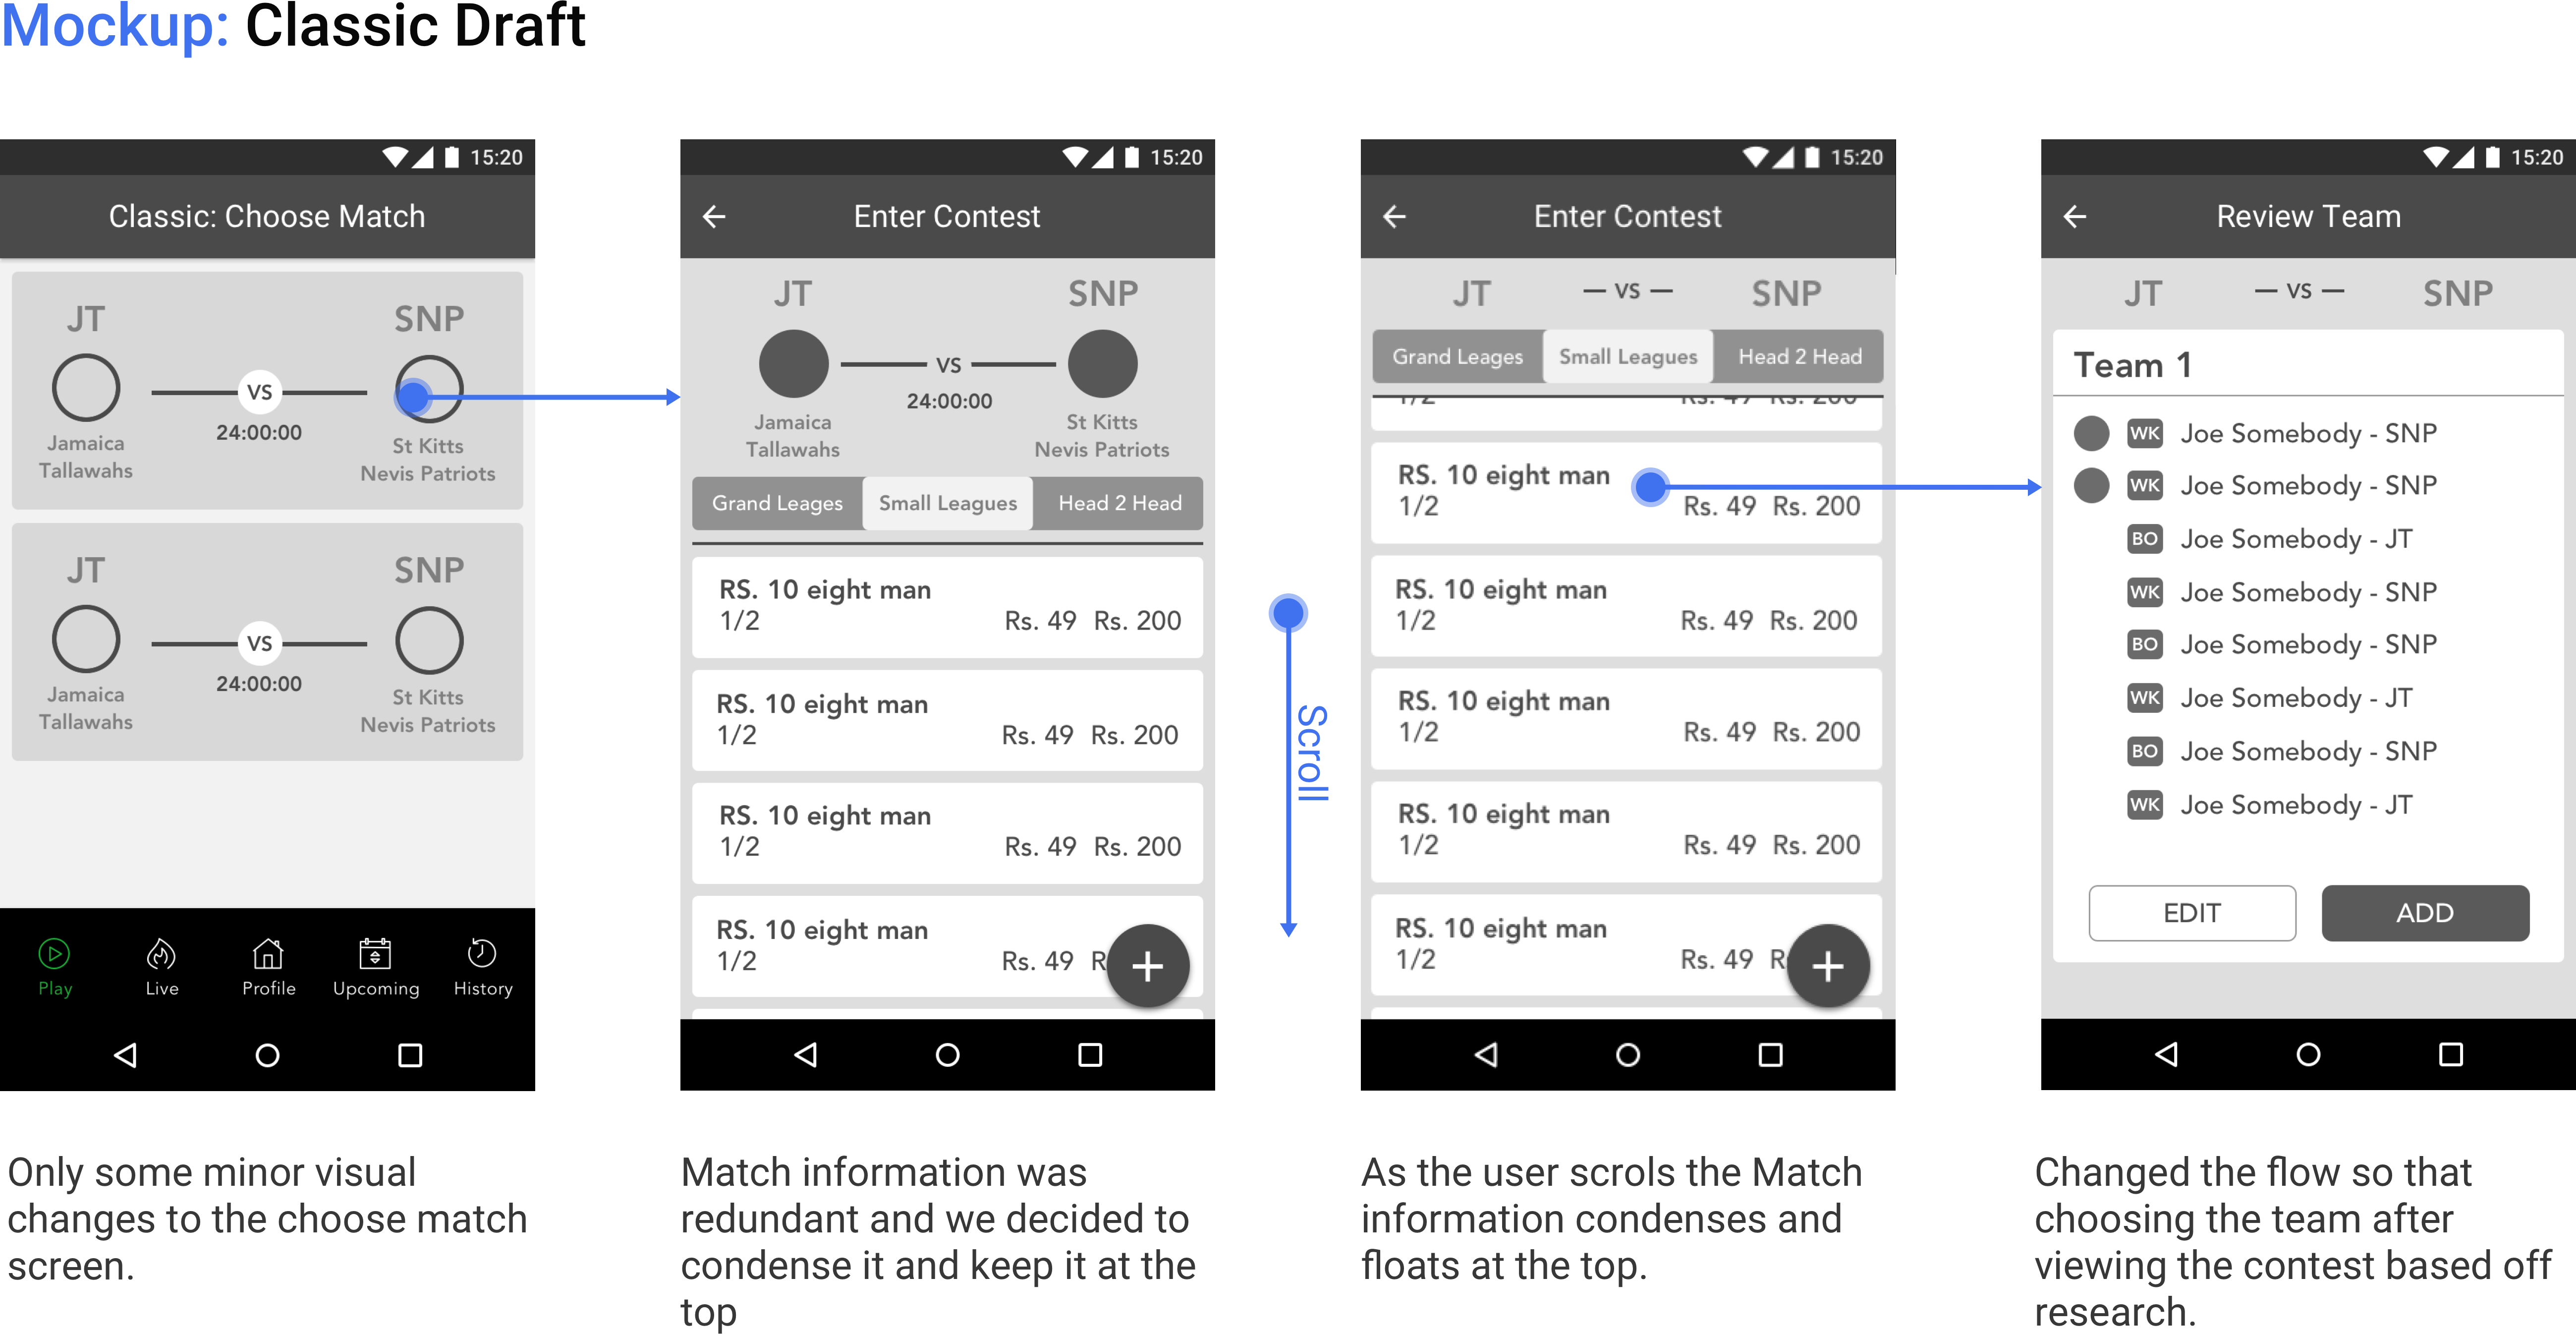 Mockup: Classic Draft
15:20
Classic: Choose Match
JT SNP
VS
24:00:00
Jamaica
Tallawahs
St Kitts
Nevis Patriots
JT SNP
VS
24:00:00
Jamaica
Tallawahs
St Kitts
Nevis Patriots
Play Live Profile Upcoming History
Only some minor visual
changes to the choose match
screen.
15:20
Enter Contest
JT SNP
VS
24:00:00
Jamaica
Tallawahs
St Kitts
Nevis Patriots
Grand Leages Small Leagues Head 2 Head
RS. 10 eight man
1/2 Rs. 49 Rs. 200
RS. 10 eight man
1/2 Rs. 49 Rs. 200
RS. 10 eight man
1/2 Rs. 49 Rs. 200
RS. 10 eight man
1/2 Rs. 49 R
+
Match information was
redundant and we decided to
condense it and keep it at the
top
Scroll
15:20
Enter Contest
JT — VS — SNP
Grand Leages Small Leagues Head 2 Head
1/2 Rs. 49 Rs. 200
RS. 10 eight man
1/2 Rs. 49 Rs. 200
RS. 10 eight man
1/2 Rs. 49 Rs. 200
RS. 10 eight man
1/2 Rs. 49 Rs. 200
RS. 10 eight man
1/2 Rs. 49 Rs. 200
RS. 10 eight man
1/2 Rs. 49 R
+
As the user scrols the Match
information condenses and
floats at the top.
15:20
Review Team
JT — VS — SNP
Team 1
WK Joe Somebody - SNP
WK Joe Somebody - SNP
BO Joe Somebody - JT
WK Joe Somebody - SNP
BO Joe Somebody - SNP
WK Joe Somebody - JT
BO Joe Somebody - SNP
WK Joe Somebody - JT
EDIT ADD
Changed the flow so that
choosing the team after
viewing the contest based off
research.